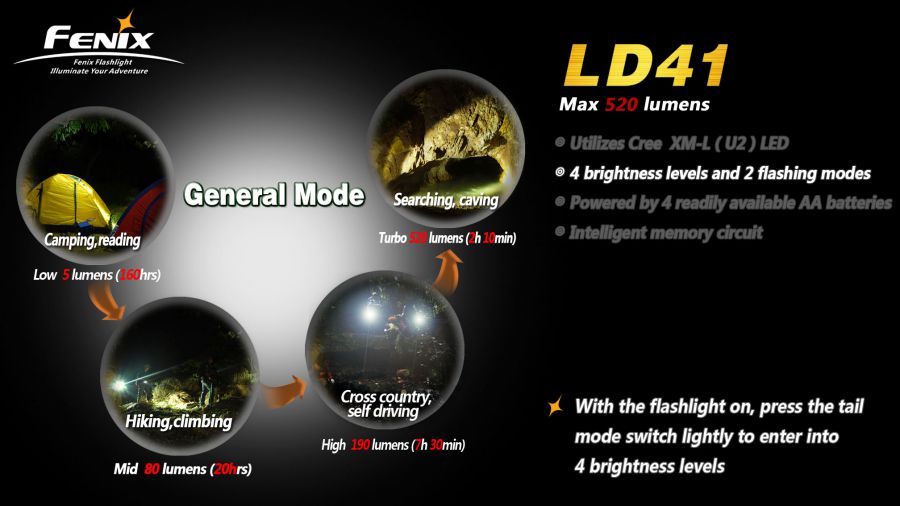 FENIX
Fenix Flashlight
Illuminate Your Adventure
LD41
Max 520 lumens
Utilizes Cree XM-L ( U2 ) LED
4 brightness levels and 2 flashing modes
Powered by 4 readily available AA batteries
Intelligent memory circuit
General Mode
Camping,reading
Low 5 lumens (160hrs)
Hiking,climbing
Mid 80 lumens (20hrs)
Cross country,
self driving
High 190 lumens (7h 30min)
Searching, caving
Turbo 520 lumens (2h 10min)
With the flashlight on, press the tail
mode switch lightly to enter into
4 brightness levels